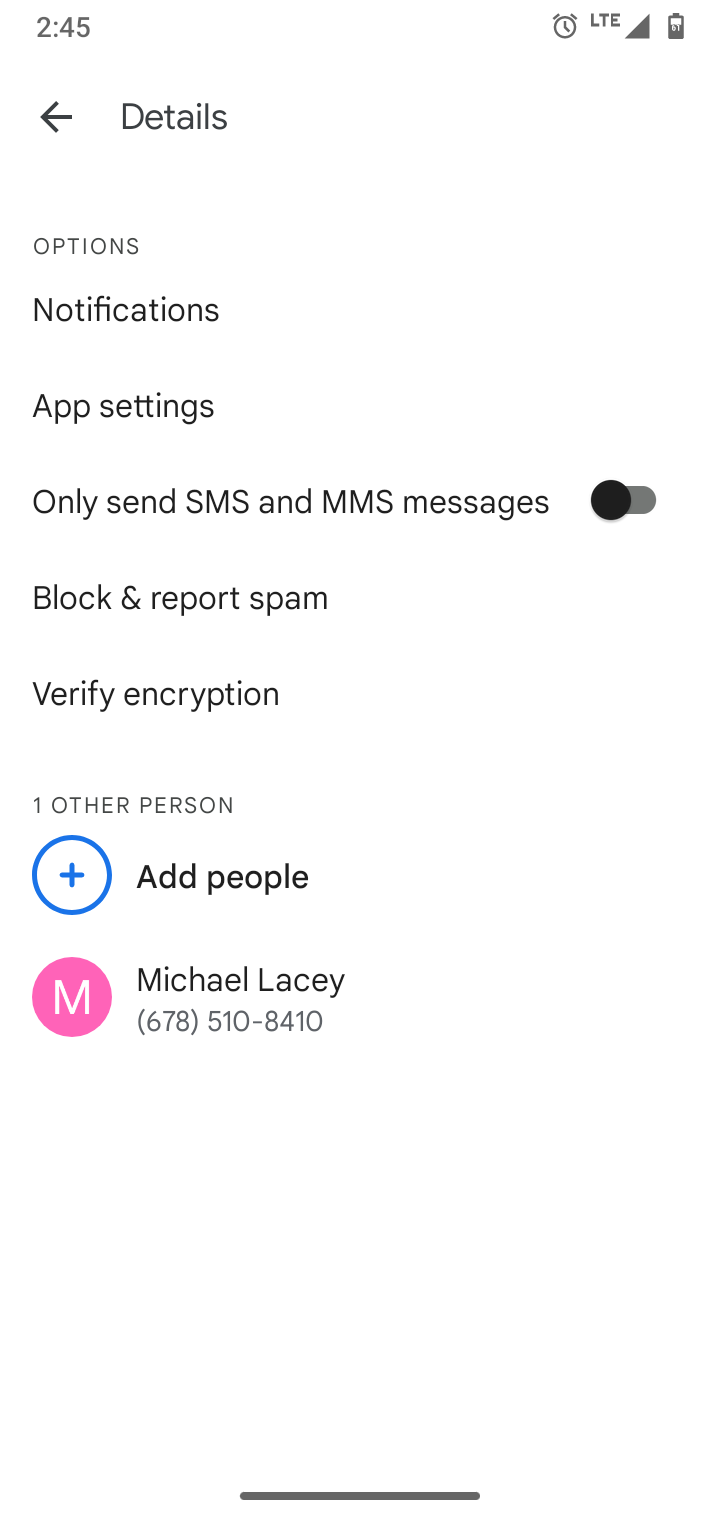 2:45
LTE
Details
OPTIONS
Notifications
App settings
Only send SMS and MMS messages
Block & report spam
Verify encryption
1 OTHER PERSON
Add people
M
Michael Lacey
(678) 510-8410